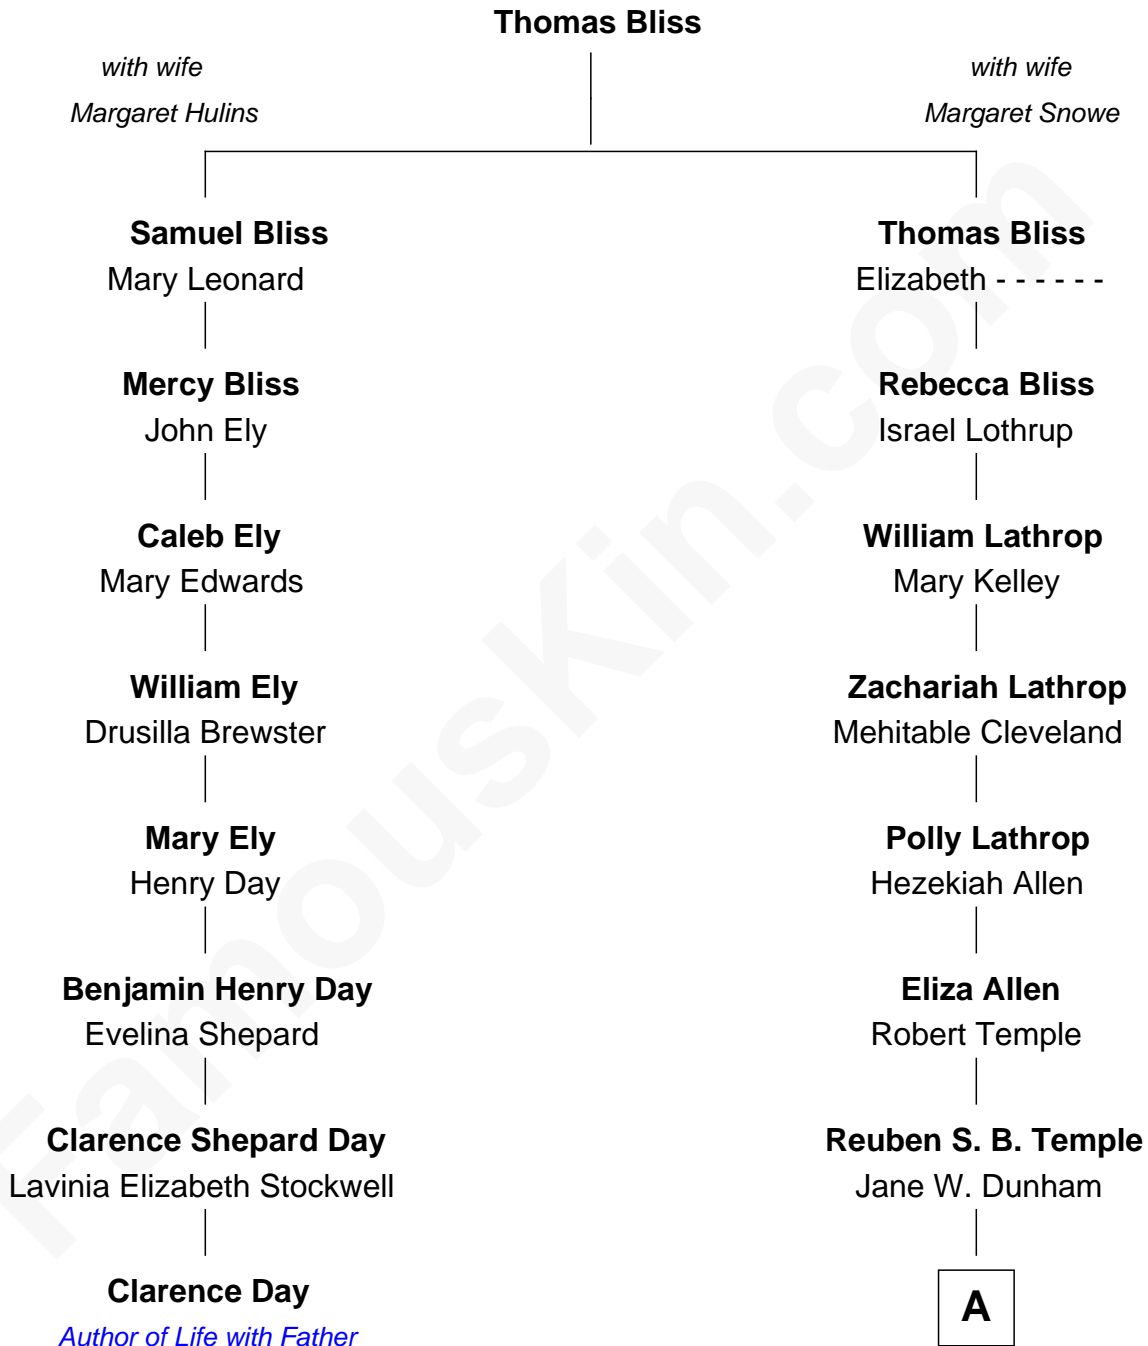 Thomas Bliss
with wife
Margaret Hulins
with wife
Margaret Snowe
Samuel Bliss
Mary Leonard
Thomas Bliss
Elizabeth - - - - - -
Mercy Bliss
John Ely
Rebecca Bliss
Israel Lothrup
Caleb Ely
Mary Edwards
William Lathrop
Mary Kelley
William Ely
Drusilla Brewster
Zachariah Lathrop
Mehitable Cleveland
Mary Ely
Henry Day
Polly Lathrop
Hezekiah Allen
Benjamin Henry Day
Evelina Shepard
Eliza Allen
Robert Temple
Clarence Shepard Day
Lavinia Elizabeth Stockwell
Reuben S. B. Temple
Jane W. Dunham
Clarence Day
Author of Life with Father
A
FamousKin.com